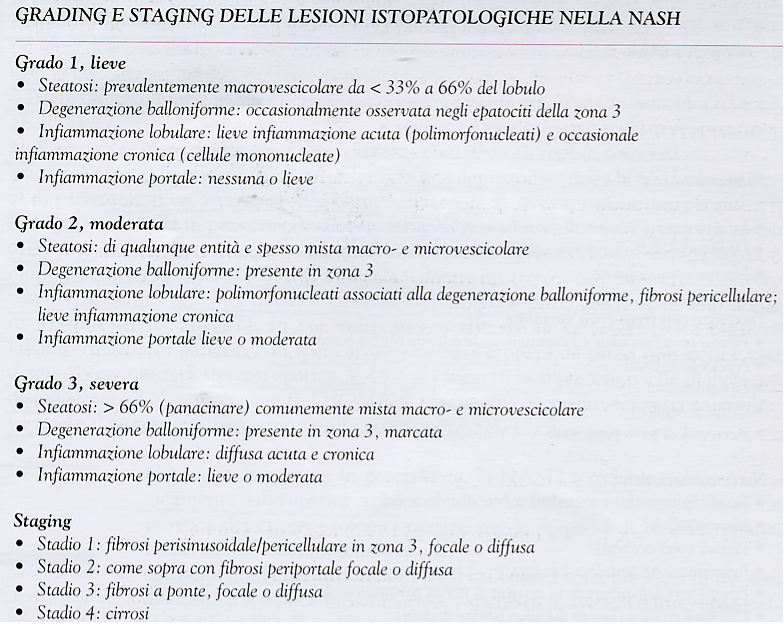 GRADING E STAGING DELLE LESIONI ISTOPATOLOGICHE NELLA NASH
Grado 1, lieve
• Steatosi: prevalentemente macrovescicolare da < 33% a 66% del lobulo
• Degenerazione balloniforme: occasionalmente osservata negli epatociti della zona 3
• Infiammazione lobulare: lieve infiammazione acuta (polimorfonucleati) e occasionale
infiammazione cronica (cellule mononucleate)
• Infiammazione portale: nessuna o lieve
Grado 2, moderata
• Steatosi: di qualunque entità e spesso mista macro- e microvescicolare
• Degenerazione balloniforme: presente in zona 3
• Infiammazione lobulare: polimorfonucleati associati alla degenerazione balloniforme, fibrosi pericellulare;
lieve infiammazione cronica
• Infiammazione portale lieve o moderata
Grado 3, severa
• Steatosi: > 66% (panacinare) comunemente mista macro- e microvescicolare
• Degenerazione balloniforme: presente in zona 3, marcata
• Infiammazione lobulare: diffusa acuta e cronica
• Infiammazione portale: lieve o moderata
Staging
• Stadio 1: fibrosi perisinusoidale/pericellulare in zona 3, focale o diffusa
• Stadio 2: come sopra con fibrosi periportale focale o diffusa
• Stadio 3: fibrosi a ponte, focale o diffusa
• Stadio 4: cirrosi